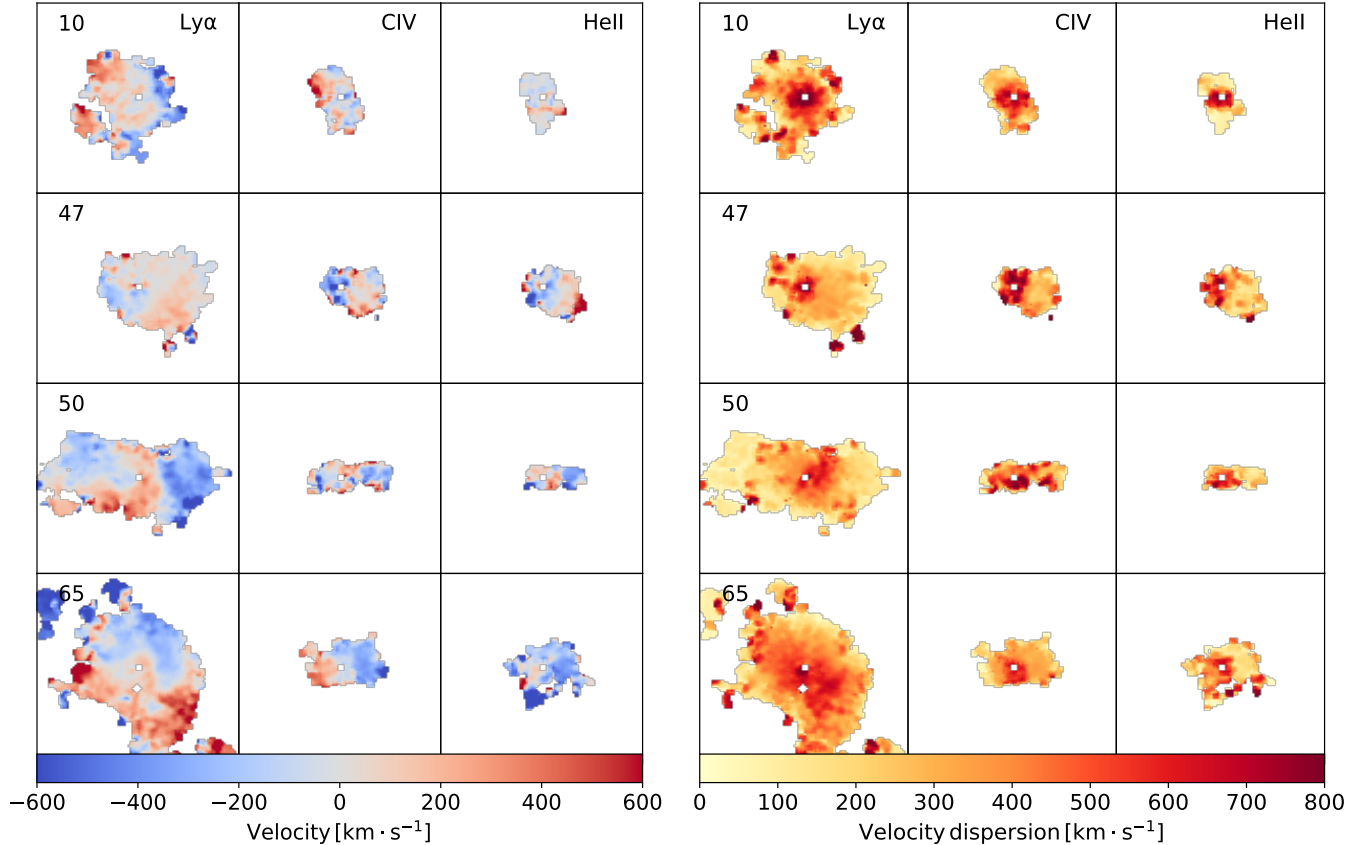 10 Lyα CIV HeII 10 Lyα CIV HeII
47 47
50 50
65 65
−600 −400 −200 0 200 400 600 0 100 200 300 400 500 600 700 800
Velocity [km · s⁻¹] Velocity dispersion [km · s⁻¹]